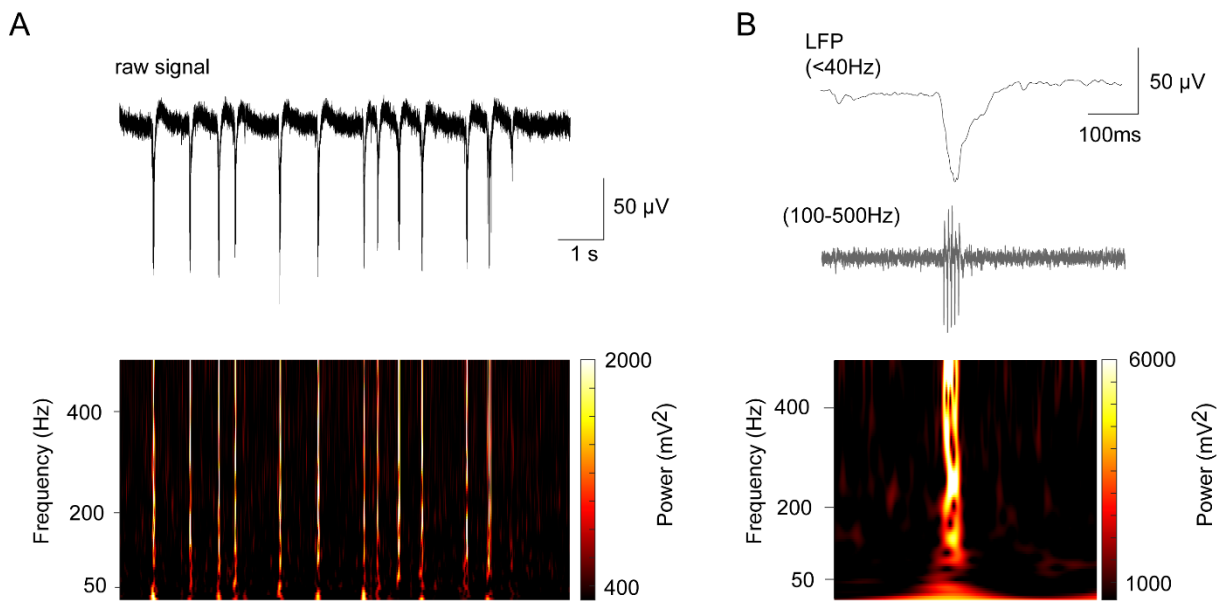 A
raw signal
50 µV
1 s
2000
400
200
50
400
Frequency (Hz)
Power (mV2)
B
LFP
(<40Hz)
50 µV
100ms
(100-500Hz)
6000
400
200
50
1000
Frequency (Hz)
Power (mV2)